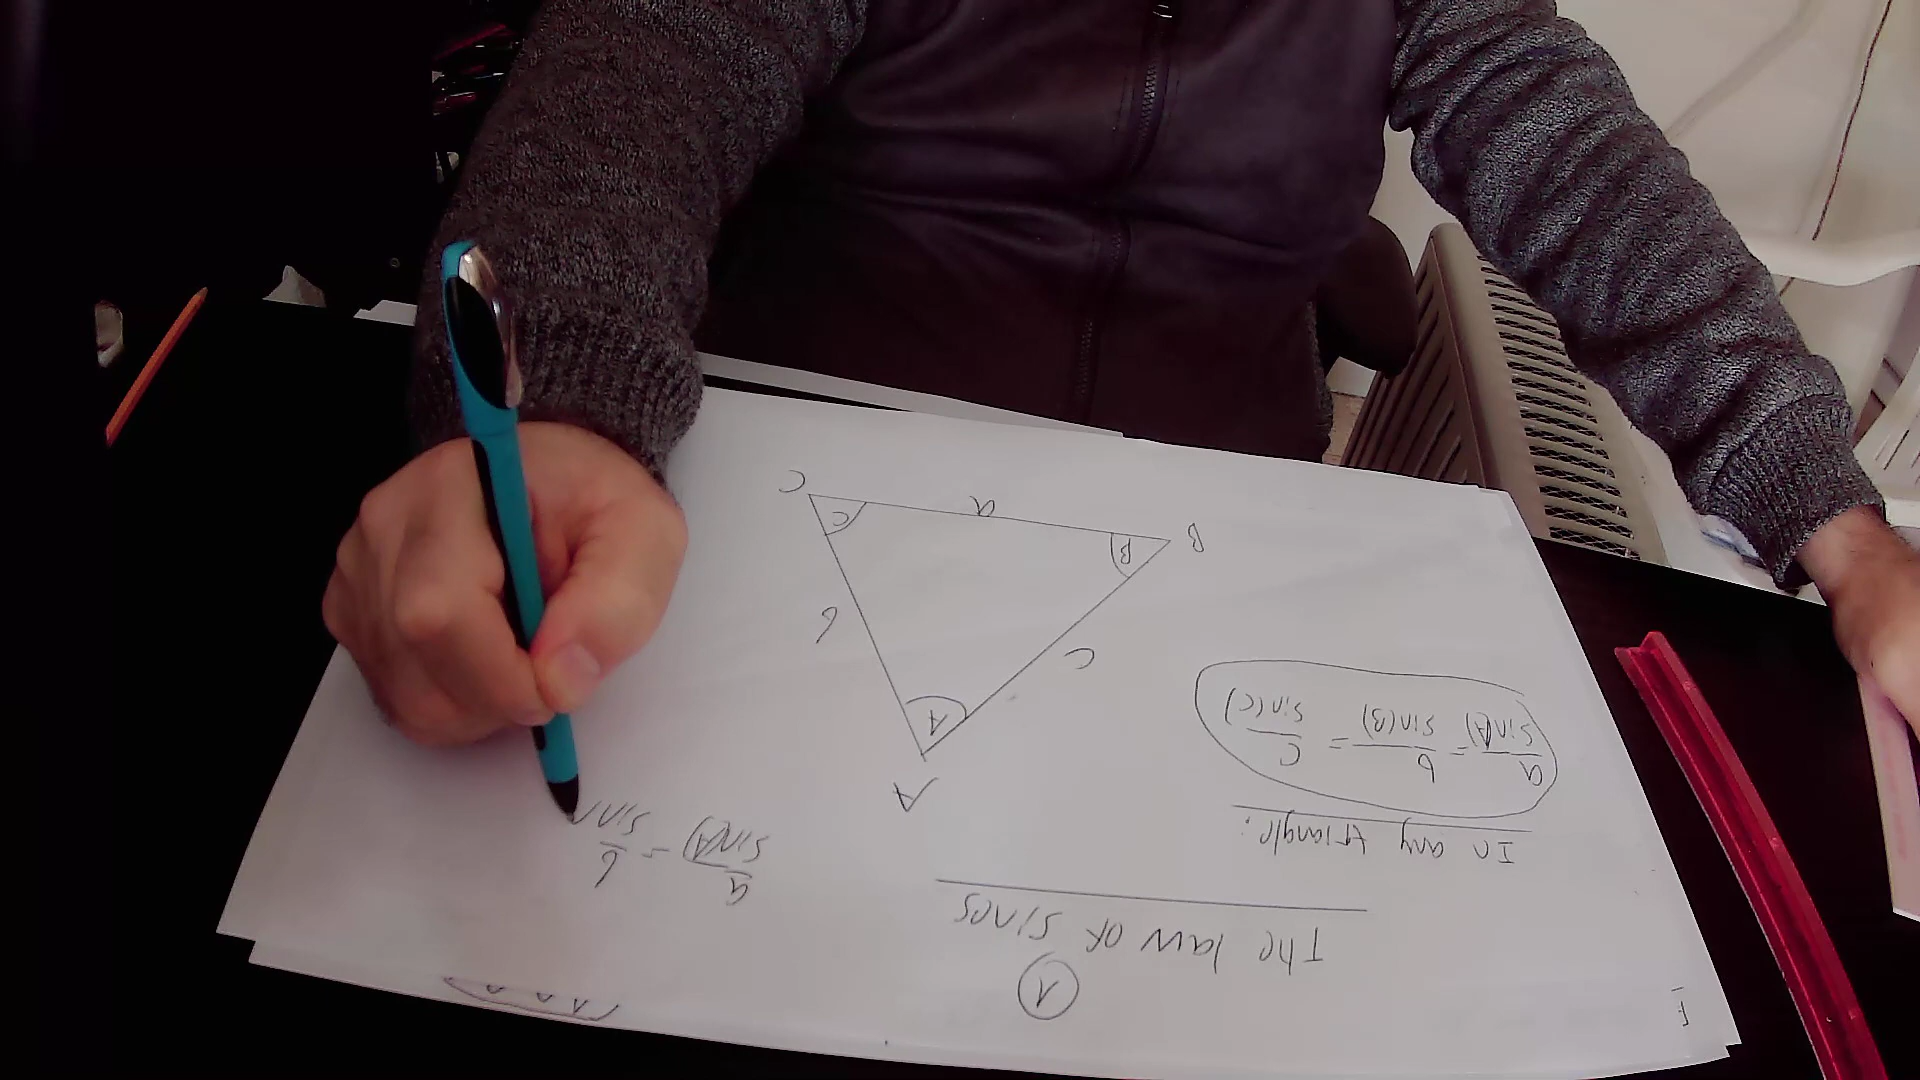 1
The law of sines
In any triangle:
a/sin(A) = b/sin(B) = c/sin(C)
a/sin(A) = b/sin
A
A
b
c
C
C
B
B
a